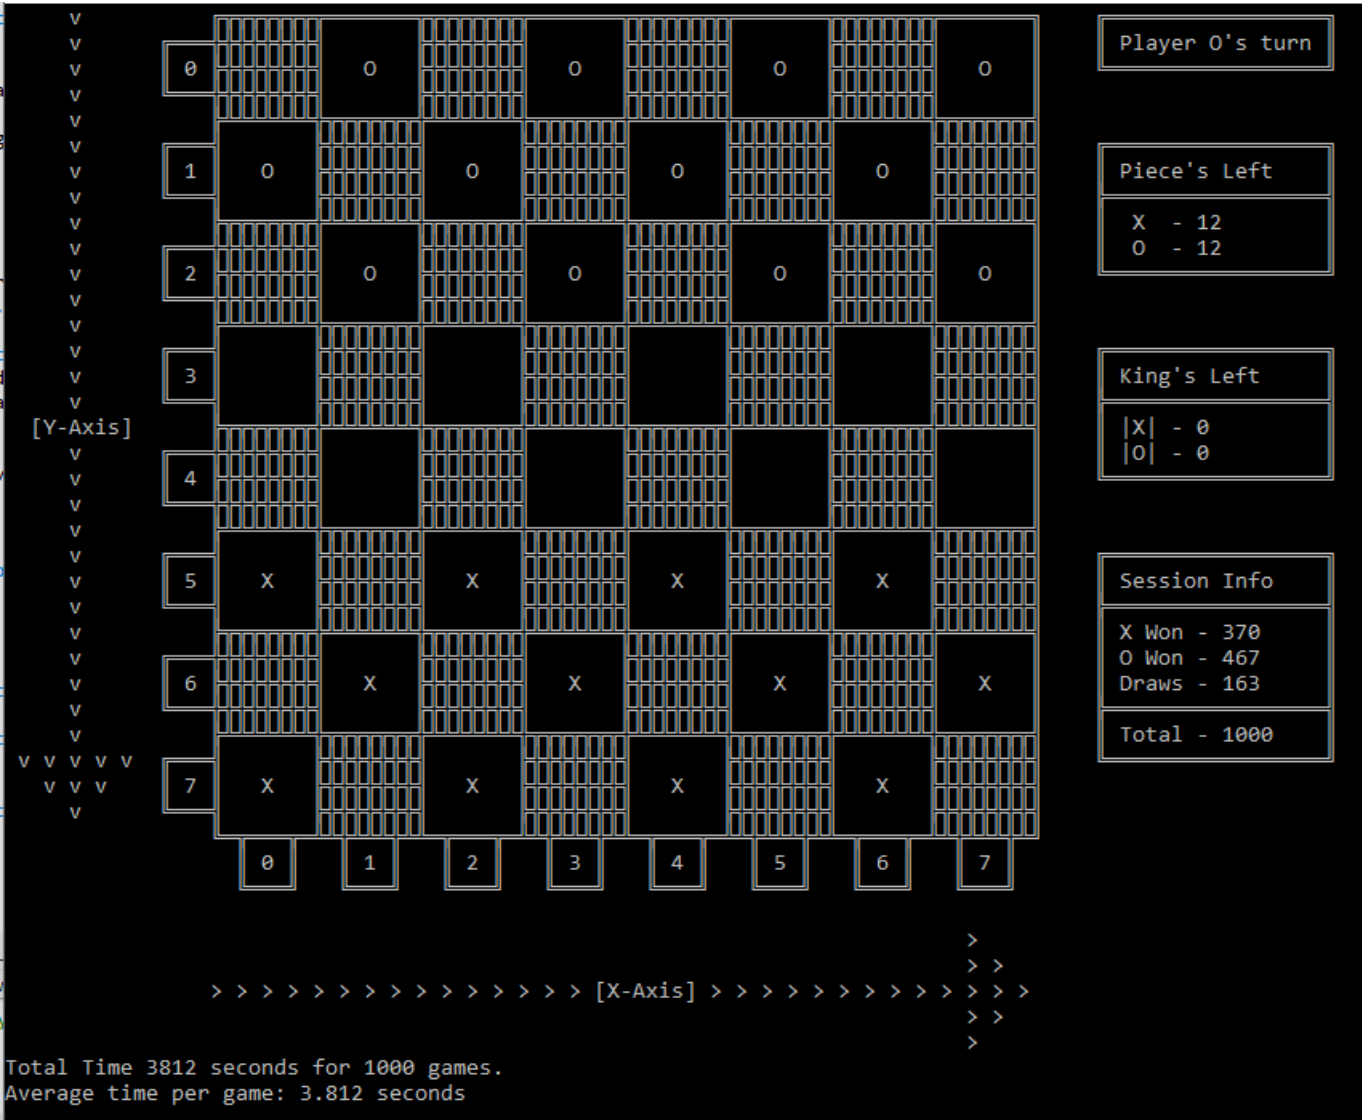 v
v Player O's turn
v 0 O O O O
v
v
v
v 1 O O O O Piece's Left
v
v X - 12
v O - 12
v 2 O O O O
v
v
v
v 3 King's Left
v
[Y-Axis] |X| - 0
v |O| - 0
v 4
v
v
v
v 5 X X X X Session Info
v
v X Won - 370
v O Won - 467
v 6 X X X X Draws - 163
v
v Total - 1000
v v v v v
v v v 7 X X X X
v
0 1 2 3 4 5 6 7
>
> >
> > > > > > > > > > > > > > > [X-Axis] > > > > > > > > > > > > >
> >
>
Total Time 3812 seconds for 1000 games.
Average time per game: 3.812 seconds